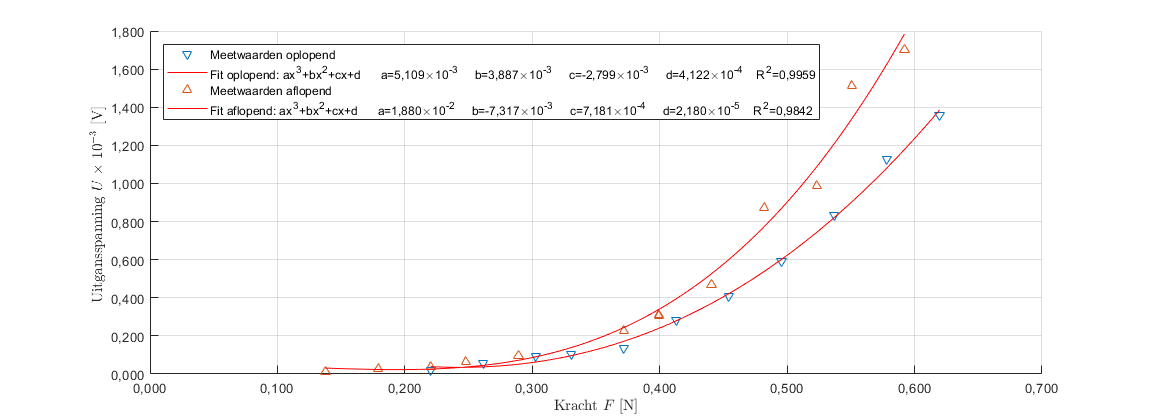 1,800
1,600
1,400
1,200
1,000
0,800
0,600
0,400
0,200
0,000
Uitgansspanning U × 10⁻³ [V]
Meetwaarden oplopend
Fit oplopend: ax³+bx²+cx+d a=5,109×10⁻³ b=3,887×10⁻³ c=-2,799×10⁻³ d=4,122×10⁻⁴ R²=0,9959
Meetwaarden aflopend
Fit aflopend: ax³+bx²+cx+d a=1,880×10⁻² b=-7,317×10⁻³ c=7,181×10⁻⁴ d=2,180×10⁻⁵ R²=0,9842
0,000 0,100 0,200 0,300 0,400 0,500 0,600 0,700
Kracht F [N]